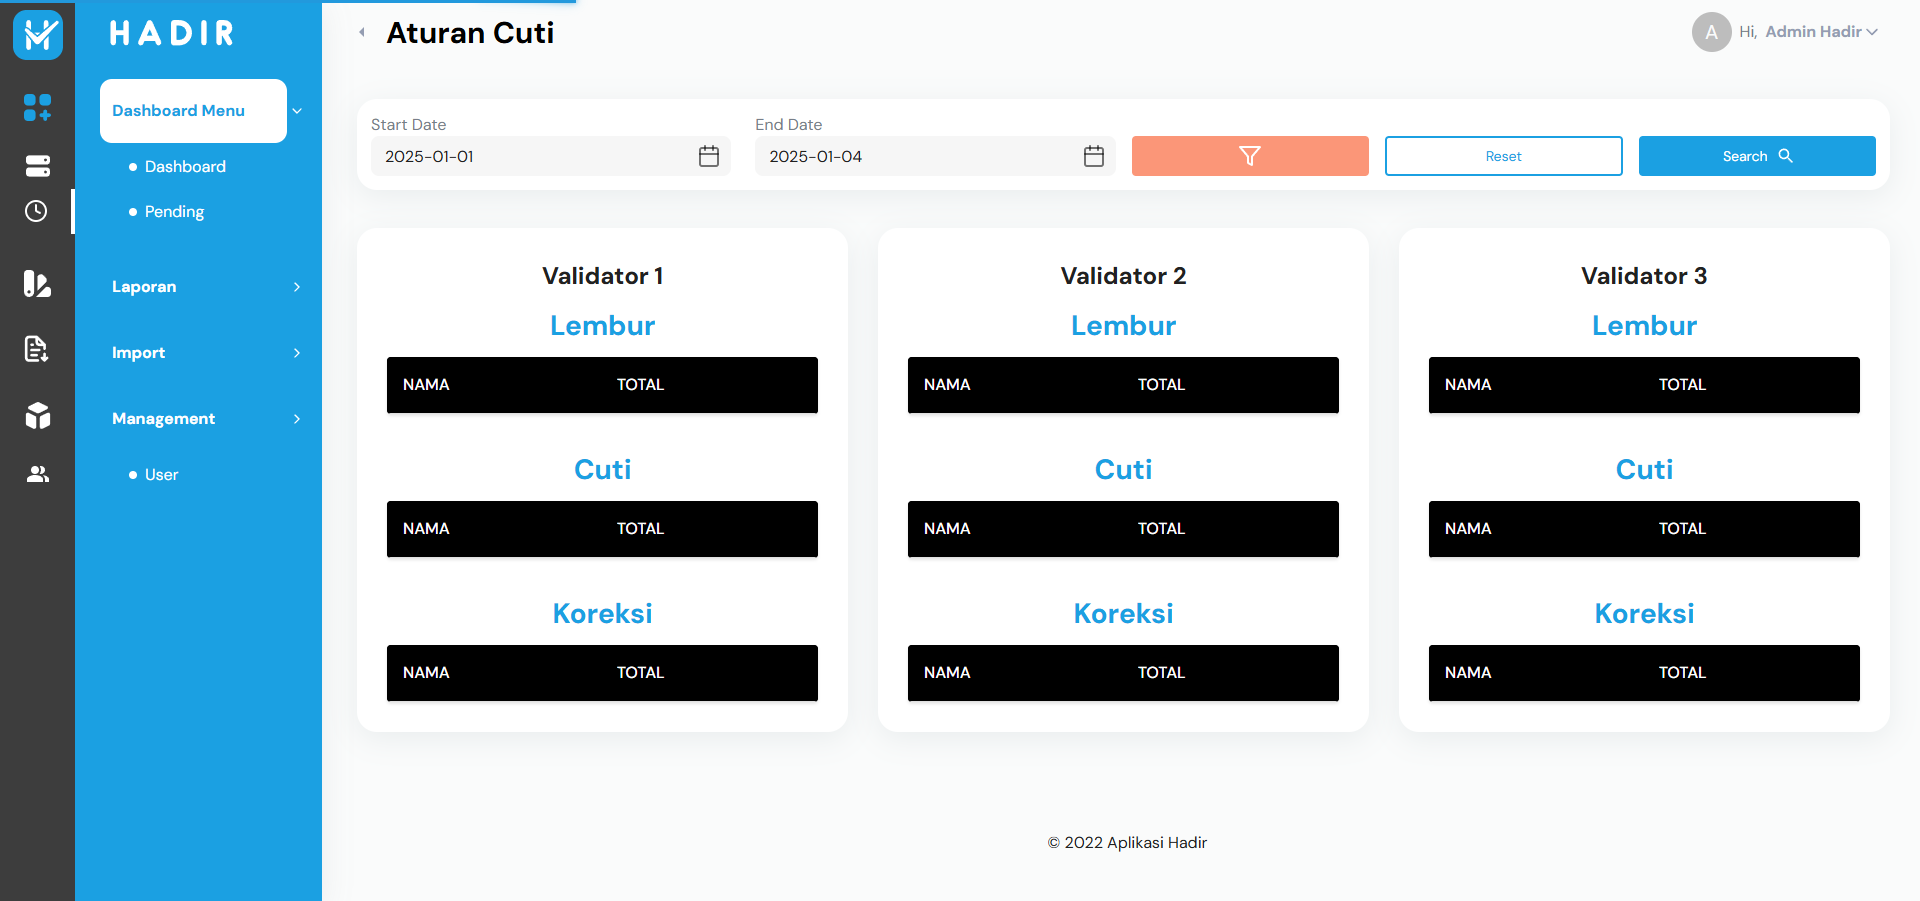 HADIR
Dashboard Menu
Dashboard
Pending
Laporan
Import
Management
User
Aturan Cuti
A
Hi, Admin Hadir
Start Date
2025-01-01
End Date
2025-01-04
Reset
Search
Validator 1
Lembur
NAMA TOTAL
Cuti
NAMA TOTAL
Koreksi
NAMA TOTAL
Validator 2
Lembur
NAMA TOTAL
Cuti
NAMA TOTAL
Koreksi
NAMA TOTAL
Validator 3
Lembur
NAMA TOTAL
Cuti
NAMA TOTAL
Koreksi
NAMA TOTAL
© 2022 Aplikasi Hadir